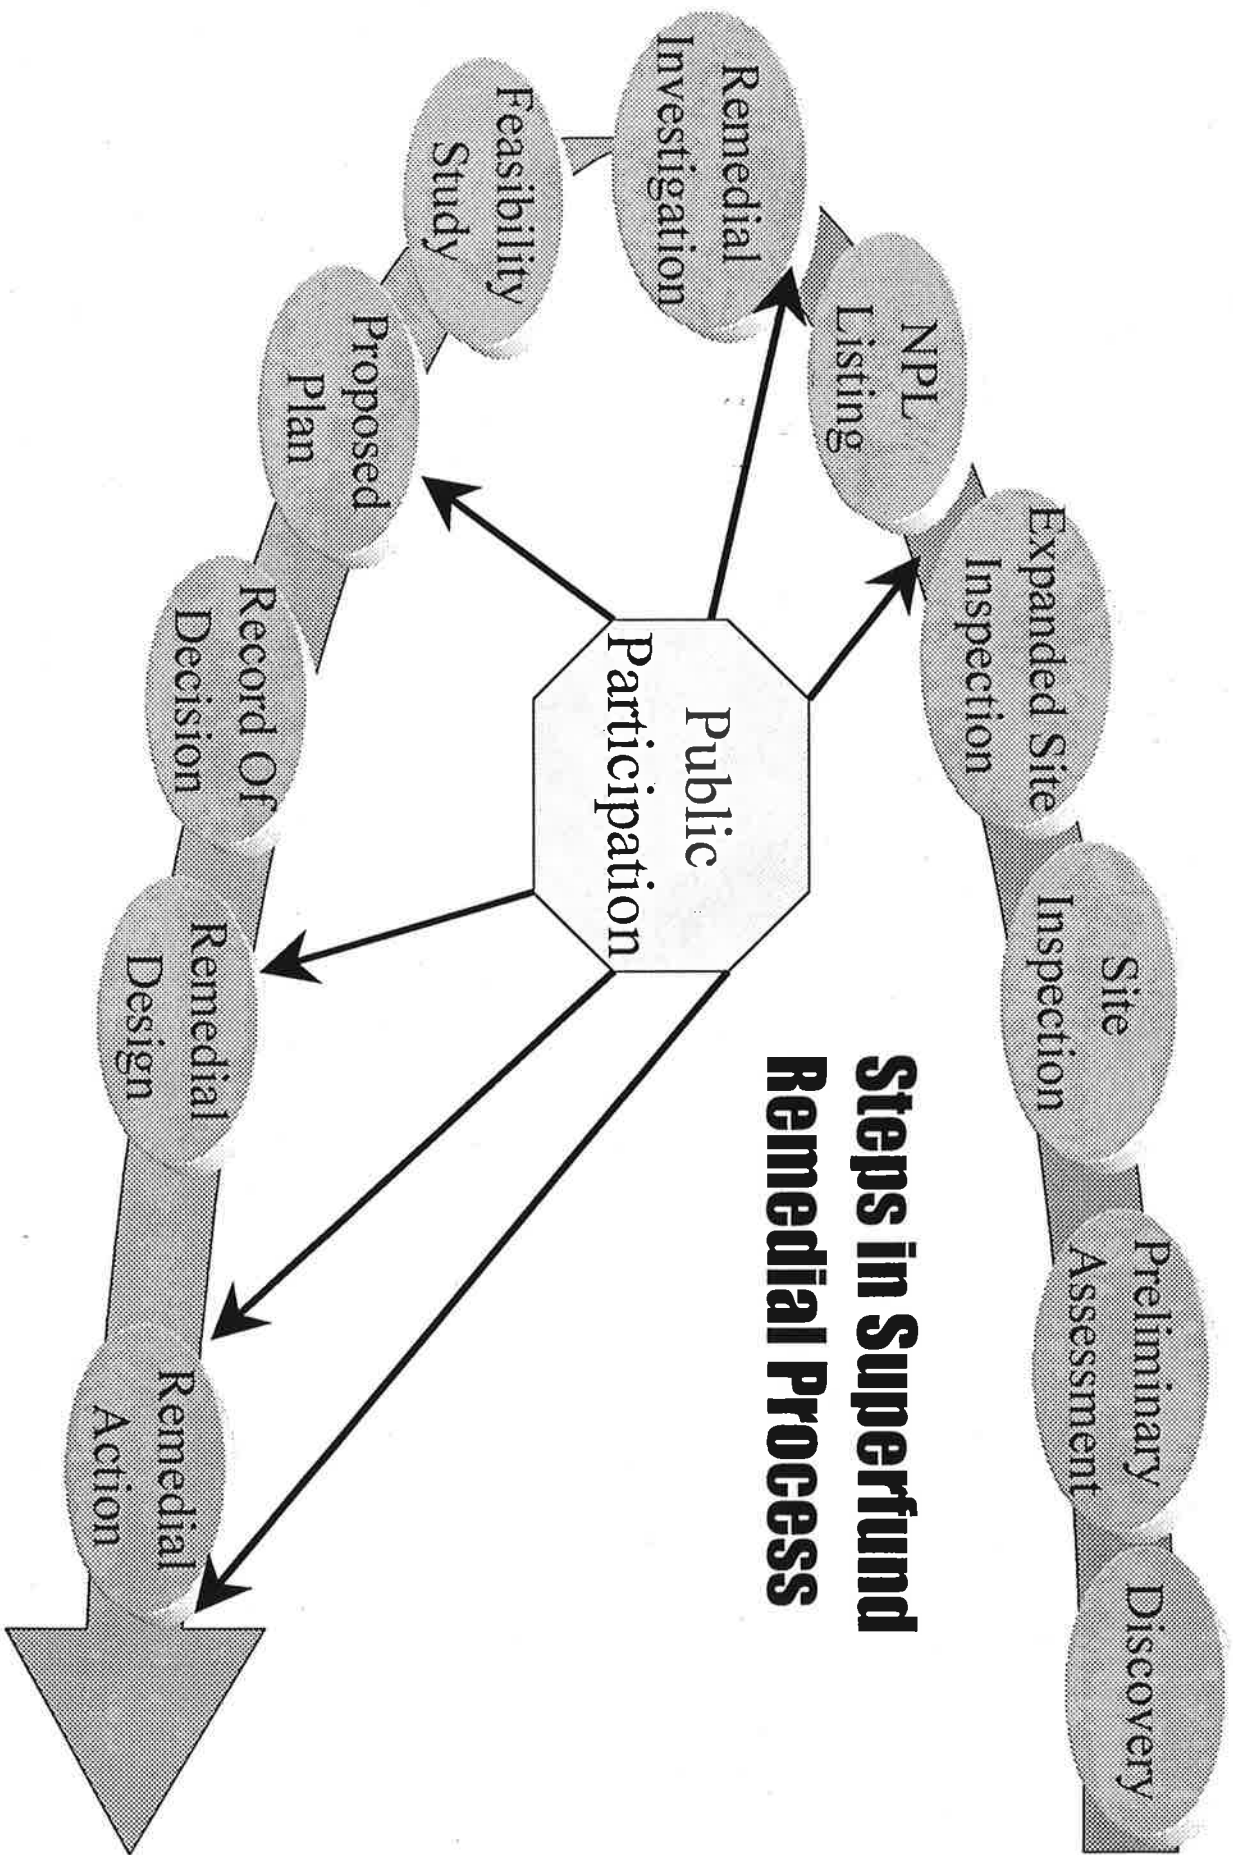 Steps in Superfund
Remedial Process
Discovery
Preliminary
Assessment
Site
Inspection
Expanded Site
Inspection
NPL
Listing
Remedial
Investigation
Feasibility
Study
Proposed
Plan
Record Of
Decision
Remedial
Design
Remedial
Action
Public
Participation